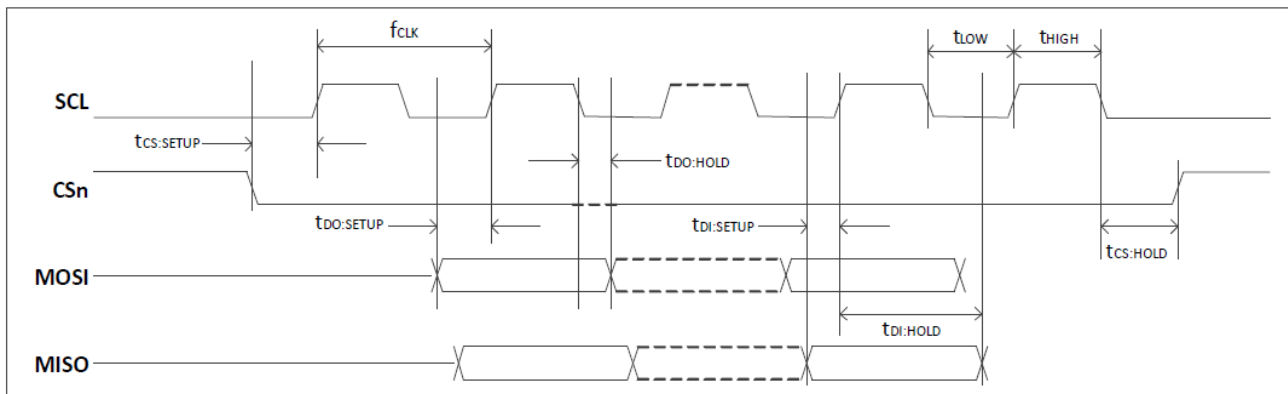 fCLK
tLOW
tHIGH
SCL
tCS:SETUP
tDO:HOLD
CSn
tDO:SETUP
tDI:SETUP
tCS:HOLD
MOSI
tDI:HOLD
MISO